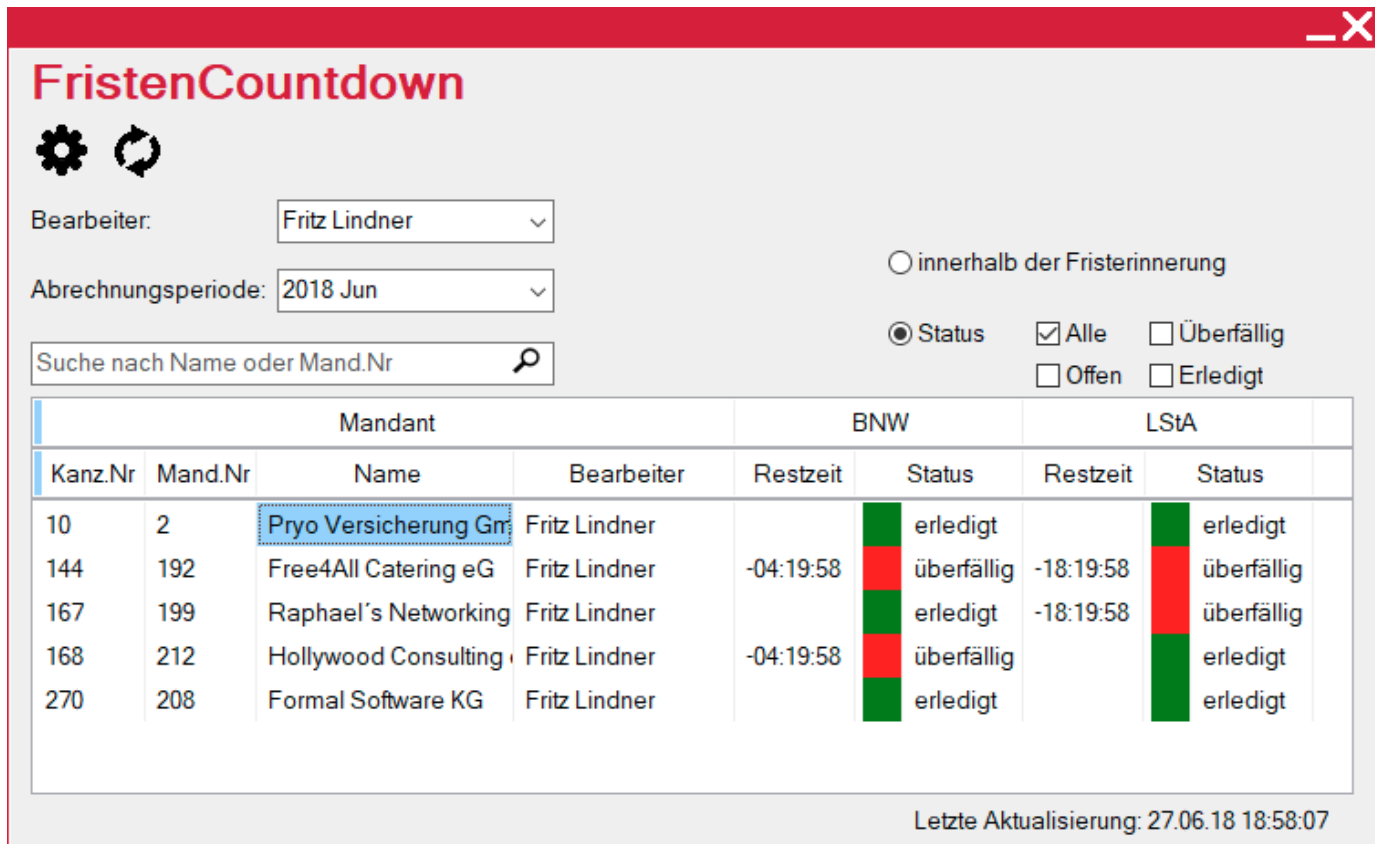 FristenCountdown
Bearbeiter: Fritz Lindner
innerhalb der Fristerinnerung
Abrechnungsperiode: 2018 Jun
Status Alle Überfällig
Suche nach Name oder Mand.Nr
Offen Erledigt
Mandant BNW LStA
Kanz.Nr Mand.Nr Name Bearbeiter Restzeit Status Restzeit Status
10 2 Pryo Versicherung Gm Fritz Lindner erledigt erledigt
144 192 Free4All Catering eG Fritz Lindner -04:19:58 überfällig -18:19:58 überfällig
167 199 Raphael´s Networking Fritz Lindner erledigt -18:19:58 überfällig
168 212 Hollywood Consulting Fritz Lindner -04:19:58 überfällig erledigt
270 208 Formal Software KG Fritz Lindner erledigt erledigt
Letzte Aktualisierung: 27.06.18 18:58:07